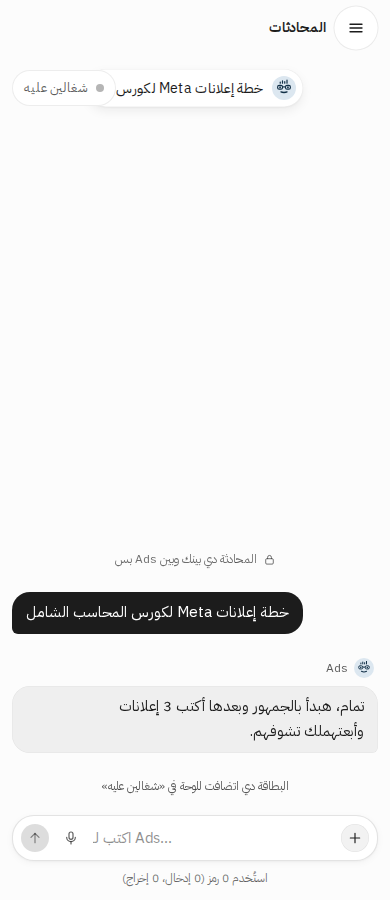 المحادثات
خطة إعلانات Meta لكورس
شغالين عليه
المحادثة دي بينك وبين Ads بس
خطة إعلانات Meta لكورس المحاسب الشامل
Ads
تمام، هبدأ بالجمهور وبعدها أكتب 3 إعلانات
وأبعتهملك تشوفهم.
البطاقة دي اتضافت للوحة في «شغالين عليه»
اكتب لـ Ads...
استُخدم 0 رمز (0 إدخال، 0 إخراج)